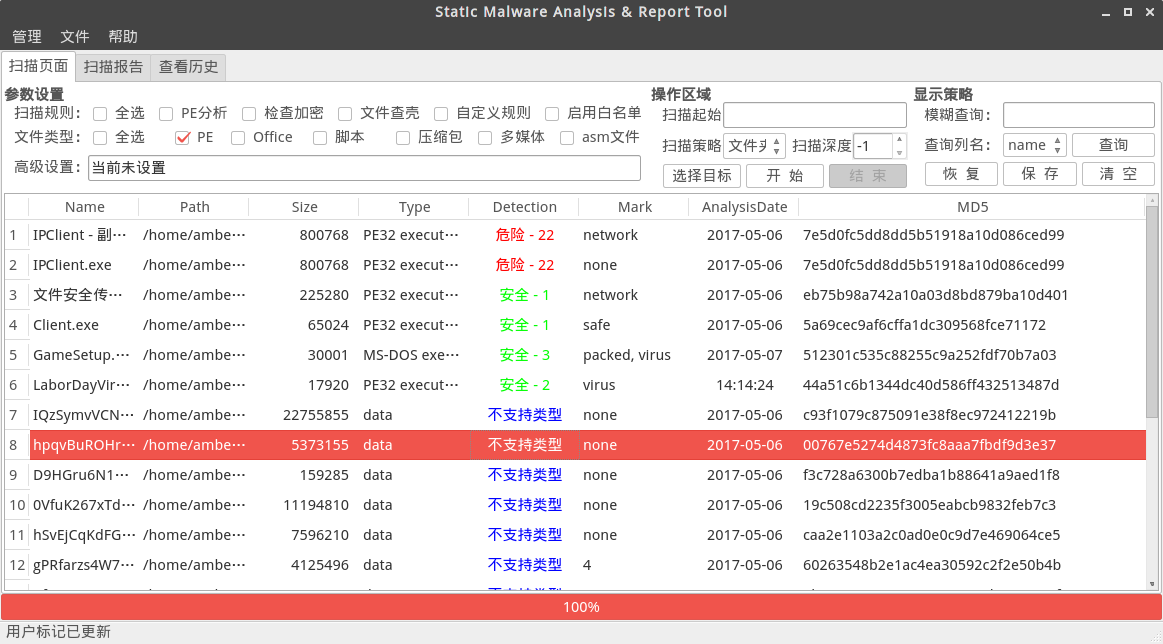 Static Malware Analysis & Report Tool
管理 文件 帮助
扫描页面 扫描报告 查看历史
参数设置 操作区域 显示策略
扫描规则: 全选 PE分析 检查加密 文件查壳 自定义规则 启用白名单 扫描起始 模糊查询:
文件类型: 全选 PE Office 脚本 压缩包 多媒体 asm文件 扫描策略 文件夹 扫描深度 -1 查询列名: name 查询
高级设置: 当前未设置 选择目标 开 始 结 束 恢 复 保 存 清 空
Name Path Size Type Detection Mark AnalysisDate MD5
1 IPClient - 副··· /home/ambe··· 800768 PE32 execut··· 危险 - 22 network 2017-05-06 7e5d0fc5dd8dd5b51918a10d086ced99
2 IPClient.exe /home/ambe··· 800768 PE32 execut··· 危险 - 22 none 2017-05-06 7e5d0fc5dd8dd5b51918a10d086ced99
3 文件安全传··· /home/ambe··· 225280 PE32 execut··· 安全 - 1 network 2017-05-06 eb75b98a742a10a03d8bd879ba10d401
4 Client.exe /home/ambe··· 65024 PE32 execut··· 安全 - 1 safe 2017-05-06 5a69cec9af6cffa1dc309568fce71172
5 GameSetup.··· /home/ambe··· 30001 MS-DOS exe··· 安全 - 3 packed, virus 2017-05-07 512301c535c88255c9a252fdf70b7a03
6 LaborDayVir··· /home/ambe··· 17920 PE32 execut··· 安全 - 2 virus 14:14:24 44a51c6b1344dc40d586ff432513487d
7 IQzSymvVCN··· /home/ambe··· 22755855 data 不支持类型 none 2017-05-06 c93f1079c875091e38f8ec972412219b
8 hpqvBuROHr··· /home/ambe··· 5373155 data 不支持类型 none 2017-05-06 00767e5274d4873fc8aaa7fbdf9d3e37
9 D9HGru6N1··· /home/ambe··· 159285 data 不支持类型 none 2017-05-06 f3c728a6300b7edba1b88641a9aed1f8
10 0VfuK267xTd··· /home/ambe··· 11194810 data 不支持类型 none 2017-05-06 19c508cd2235f3005eabcb9832feb7c3
11 hSvEjCqKdFG··· /home/ambe··· 7596210 data 不支持类型 none 2017-05-06 caa2e1103a2c0ad0e0c9d7e469064ce5
12 gPRfarzs4W7··· /home/ambe··· 4125496 data 不支持类型 4 2017-05-06 60263548b2e1ac4ea30592c2f2e50b4b
100%
用户标记已更新